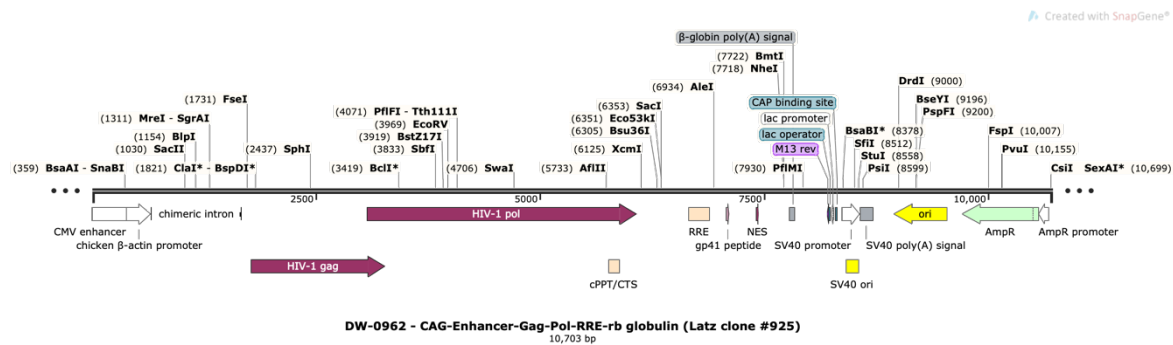 Created with SnapGene®
β-globin poly(A) signal
(7722) BmtI
(7718) NheI
(6934) AleI
DrdI (9000)
(1731) FseI
CAP binding site
BseYI (9196)
(4071) PflFI - Tth111I
(6353) SacI
PspFI (9200)
(1311) MreI - SgrAI
(3969) EcoRV
(6351) Eco53kI
lac promoter
(1154) BlpI
(3919) BstZ17I
(6305) Bsu36I
lac operator
BsaBI* (8378)
FspI (10,007)
(1030) SacII
(2437) SphI
(3833) SbfI
(6125) XcmI
M13 rev
SfiI (8512)
StuI (8558)
PvuI (10,155)
(359) BsaAI - SnaBI
(1821) ClaI* - BspDI*
(3419) BclI*
(4706) SwaI
(5733) AflII
(7930) PflMI
PsiI (8599)
CsiI SexAI* (10,699)
2500
5000
7500
10,000
chimeric intron
HIV-1 pol
ori
CMV enhancer
RRE
NES
SV40 promoter
SV40 poly(A) signal
AmpR
AmpR promoter
chicken β-actin promoter
gp41 peptide
HIV-1 gag
cPPT/CTS
SV40 ori
DW-0962 - CAG-Enhancer-Gag-Pol-RRE-rb globulin (Latz clone #925)
10,703 bp